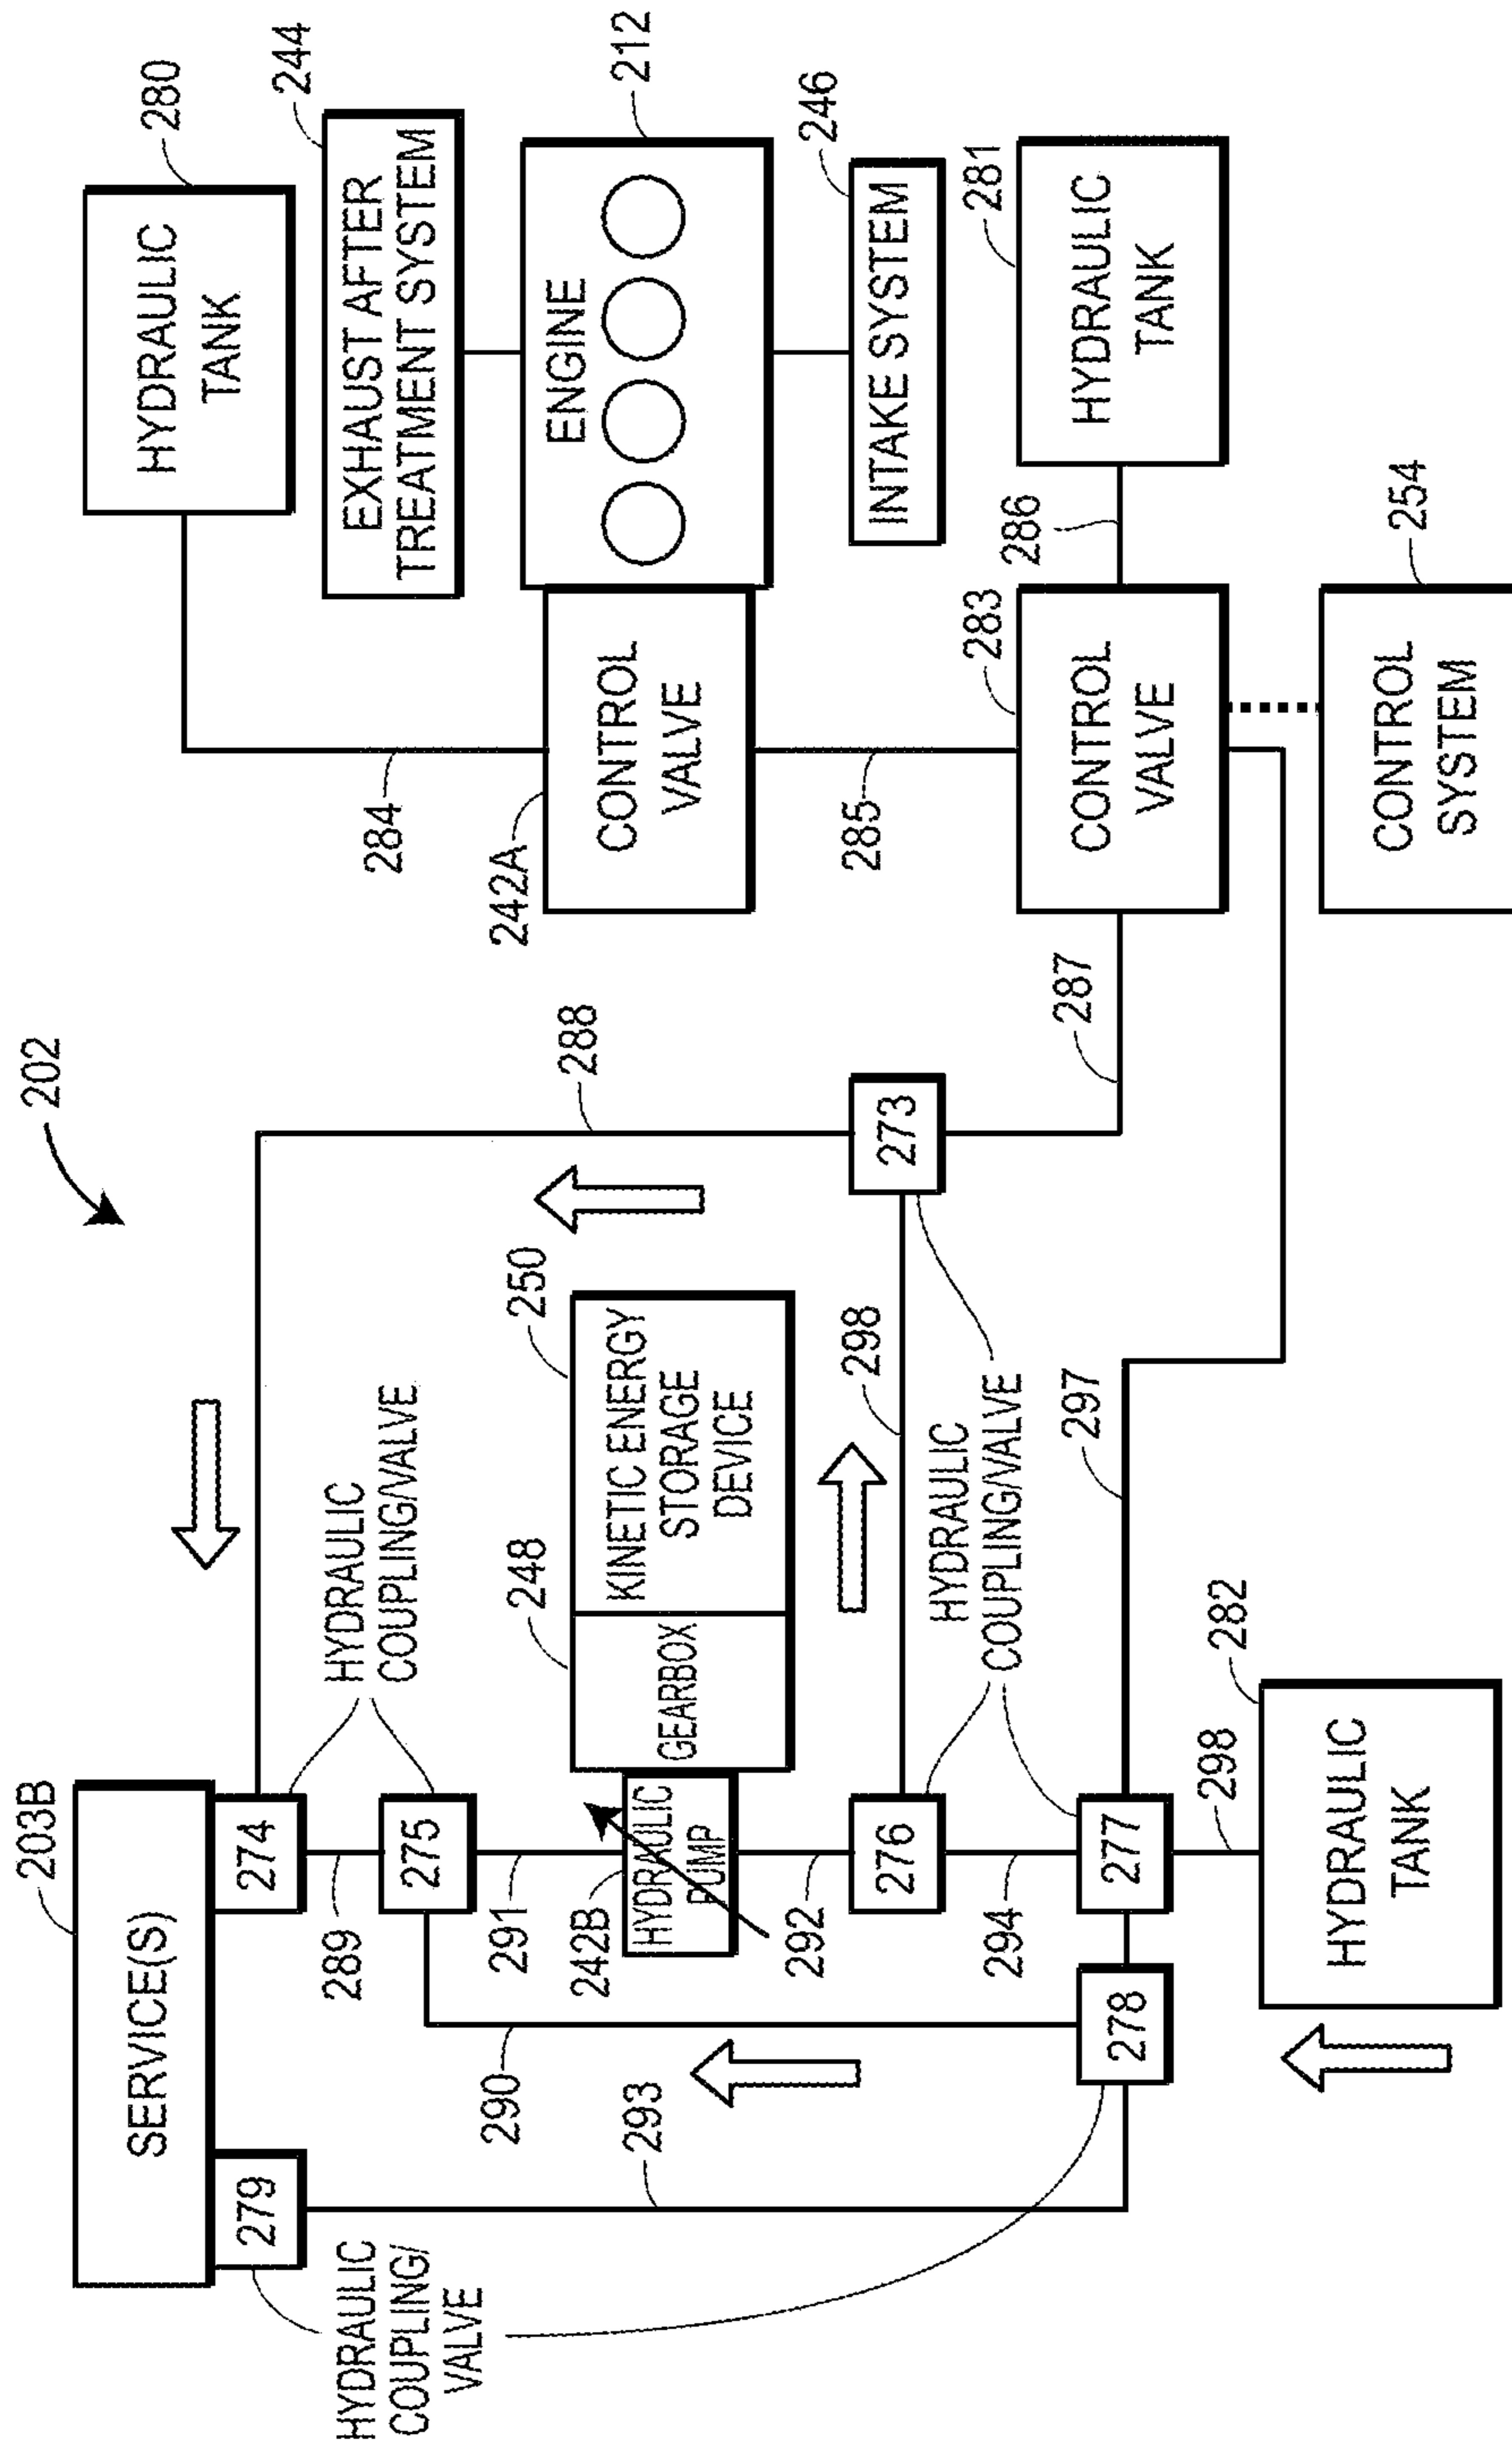 202
203B
SERVICE(S)
279
274
HYDRAULIC
COUPLING/
VALVE
HYDRAULIC
COUPLING/VALVE
289
275
288
290
291
293
242B
HYDRAULIC
PUMP
248
GEARBOX
250
KINETIC ENERGY
STORAGE
DEVICE
292
276
298
273
HYDRAULIC
COUPLING/VALVE
294
278
277
297
287
298
282
HYDRAULIC
TANK
280
HYDRAULIC
TANK
284
244
EXHAUST AFTER
TREATMENT SYSTEM
242A
CONTROL
VALVE
ENGINE
212
285
246
INTAKE SYSTEM
283
CONTROL
VALVE
286
281
HYDRAULIC
TANK
254
CONTROL
SYSTEM